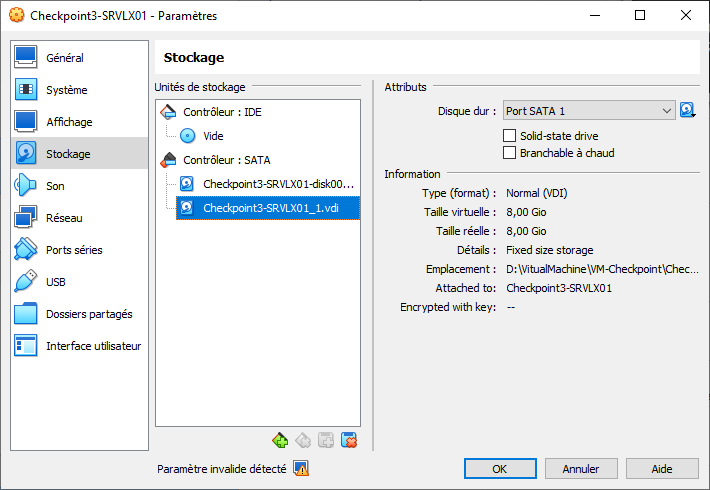 Checkpoint3-SRVLX01 - Paramètres
Général
Système
Affichage
Stockage
Son
Réseau
Ports séries
USB
Dossiers partagés
Interface utilisateur
Stockage
Unités de stockage
Contrôleur : IDE
Vide
Contrôleur : SATA
Checkpoint3-SRVLX01-disk00...
Checkpoint3-SRVLX01_1.vdi
Attributs
Disque dur : Port SATA 1
Solid-state drive
Branchable à chaud
Information
Type (format) : Normal (VDI)
Taille virtuelle : 8,00 Gio
Taille réelle : 8,00 Gio
Détails : Fixed size storage
Emplacement : D:\VitualMachine\VM-Checkpoint\Chec...
Attached to: Checkpoint3-SRVLX01
Encrypted with key: --
Paramètre invalide détecté
OK
Annuler
Aide